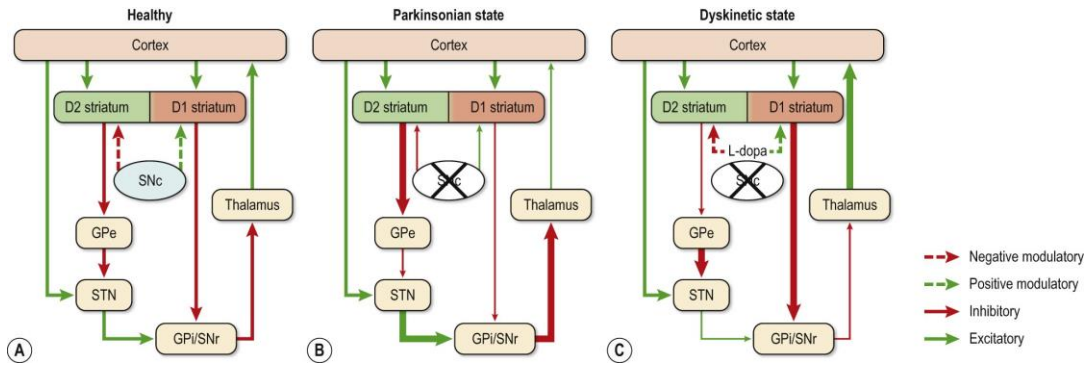 Healthy
Cortex
D2 striatum D1 striatum
SNc
Thalamus
GPe
STN
GPi/SNr
A
Parkinsonian state
Cortex
D2 striatum D1 striatum
SNc
Thalamus
GPe
STN
GPi/SNr
B
Dyskinetic state
Cortex
D2 striatum D1 striatum
L-dopa
SNc
Thalamus
GPe
STN
GPi/SNr
C
Negative modulatory
Positive modulatory
Inhibitory
Excitatory